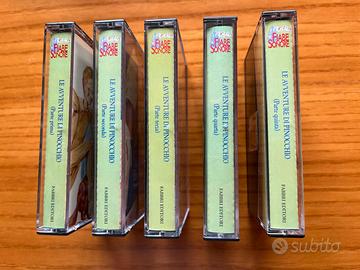 FIABE
SONORE
LE AVVENTURE DI PINOCCHIO
(Parte prima)
FABBRI EDITORI
FIABE
SONORE
LE AVVENTURE DI PINOCCHIO
(Parte seconda)
FABBRI EDITORI
FIABE
SONORE
LE AVVENTURE DI PINOCCHIO
(Parte terza)
FABBRI EDITORI
FIABE
SONORE
LE AVVENTURE DI PINOCCHIO
(Parte quarta)
FABBRI EDITORI
FIABE
SONORE
LE AVVENTURE DI PINOCCHIO
(Parte quinta)
FABBRI EDITORI
subito